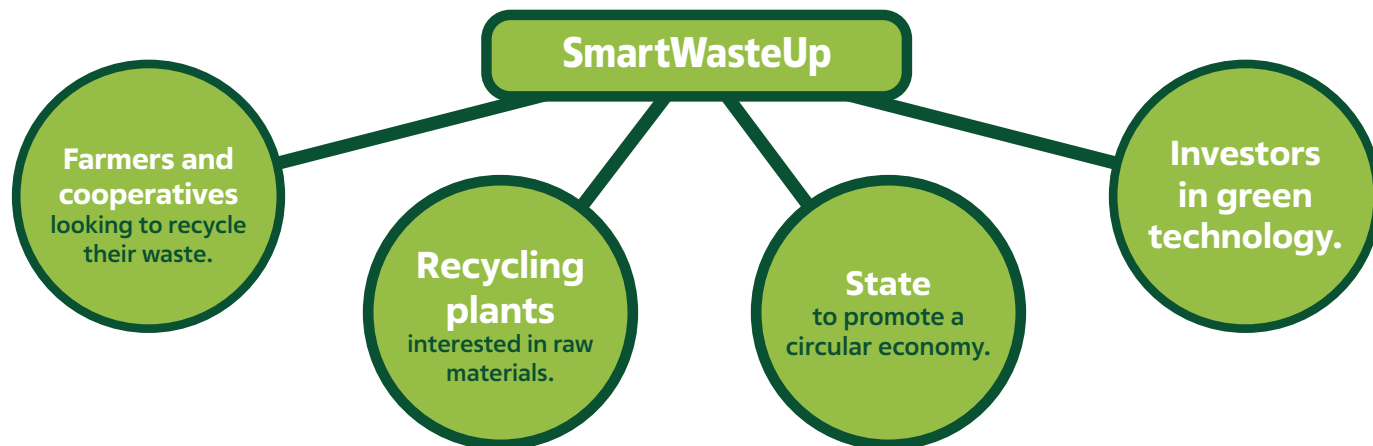 SmartWasteUp
Farmers and
cooperatives
looking to recycle
their waste.
Recycling
plants
interested in raw
materials.
State
to promote a
circular economy.
Investors
in green
technology.